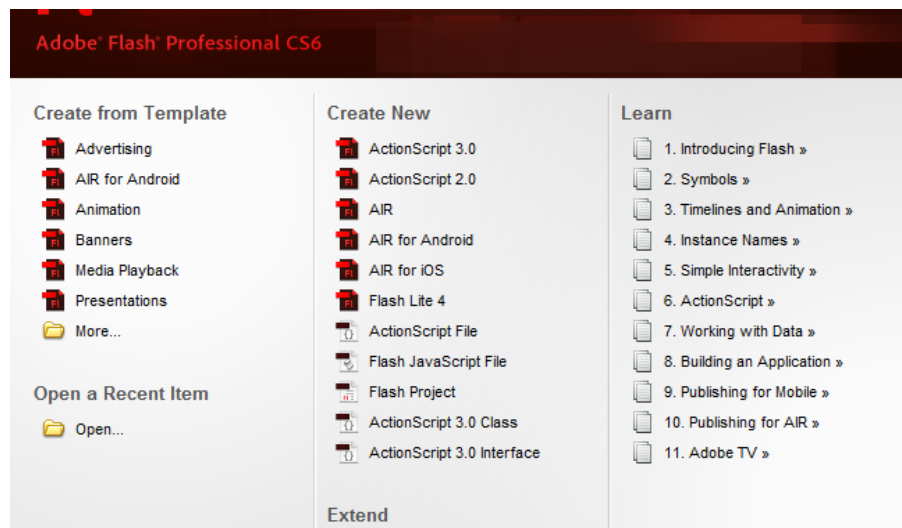 Adobe® Flash® Professional CS6
Create from Template
Advertising
AIR for Android
Animation
Banners
Media Playback
Presentations
More...
Open a Recent Item
Open...
Create New
ActionScript 3.0
ActionScript 2.0
AIR
AIR for Android
AIR for iOS
Flash Lite 4
ActionScript File
Flash JavaScript File
Flash Project
ActionScript 3.0 Class
ActionScript 3.0 Interface
Extend
Learn
1. Introducing Flash »
2. Symbols »
3. Timelines and Animation »
4. Instance Names »
5. Simple Interactivity »
6. ActionScript »
7. Working with Data »
8. Building an Application »
9. Publishing for Mobile »
10. Publishing for AIR »
11. Adobe TV »